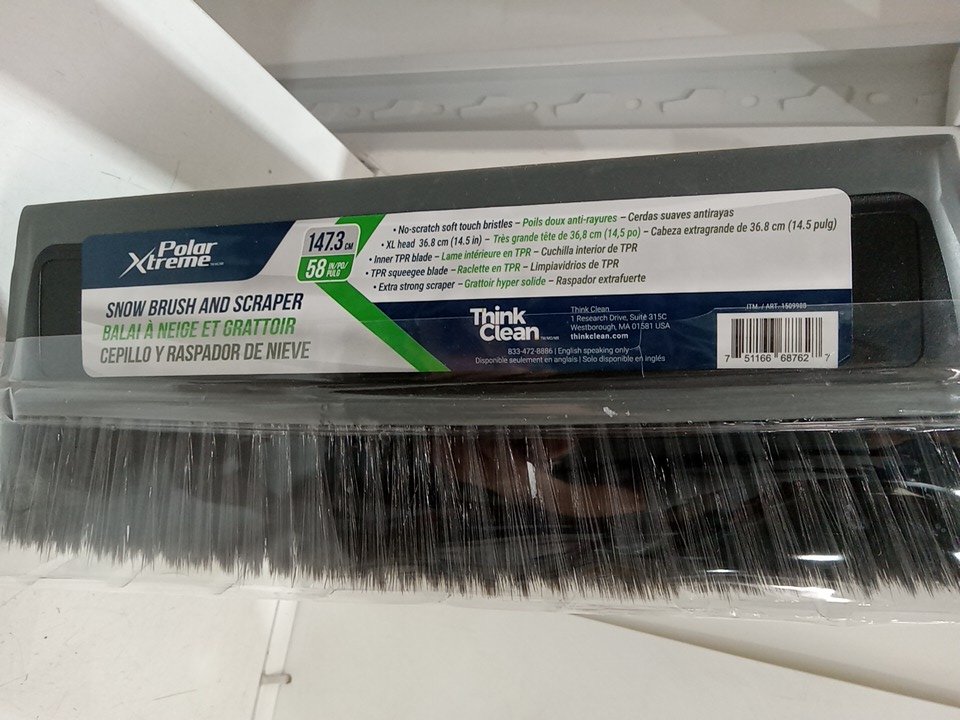 Polar
Xtreme
147.3 CM
58 IN/PO/
PULG
SNOW BRUSH AND SCRAPER
BALAI À NEIGE ET GRATTOIR
CEPILLO Y RASPADOR DE NIEVE
• No-scratch soft touch bristles – Poils doux anti-rayures – Cerdas suaves antirayas
• XL head 36.8 cm (14.5 in) – Très grande tête de 36,8 cm (14,5 po) – Cabeza extragrande de 36.8 cm (14.5 pulg)
• Inner TPR blade – Lame intérieure en TPR – Cuchilla interior de TPR
• TPR squeegee blade – Raclette en TPR – Limpiavidrios de TPR
• Extra strong scraper – Grattoir hyper solide – Raspador extrafuerte
Think
Clean
Think Clean
1 Research Drive, Suite 315C
Westborough, MA 01581 USA
thinkclean.com
833-472-8886 | English speaking only
Disponible seulement en anglais | Solo disponible en inglés
ITM. / ART. 1509988
7 51166 68762 7